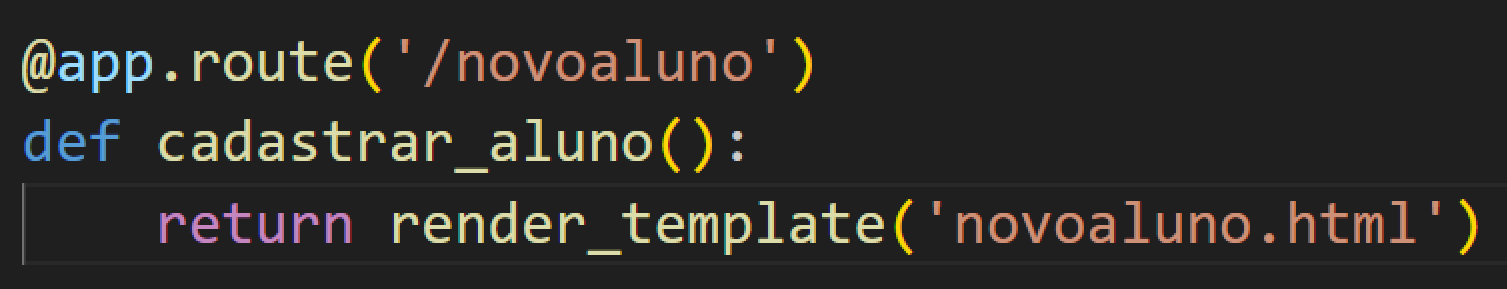 @app.route('/novoaluno')
def cadastrar_aluno():
    return render_template('novoaluno.html')